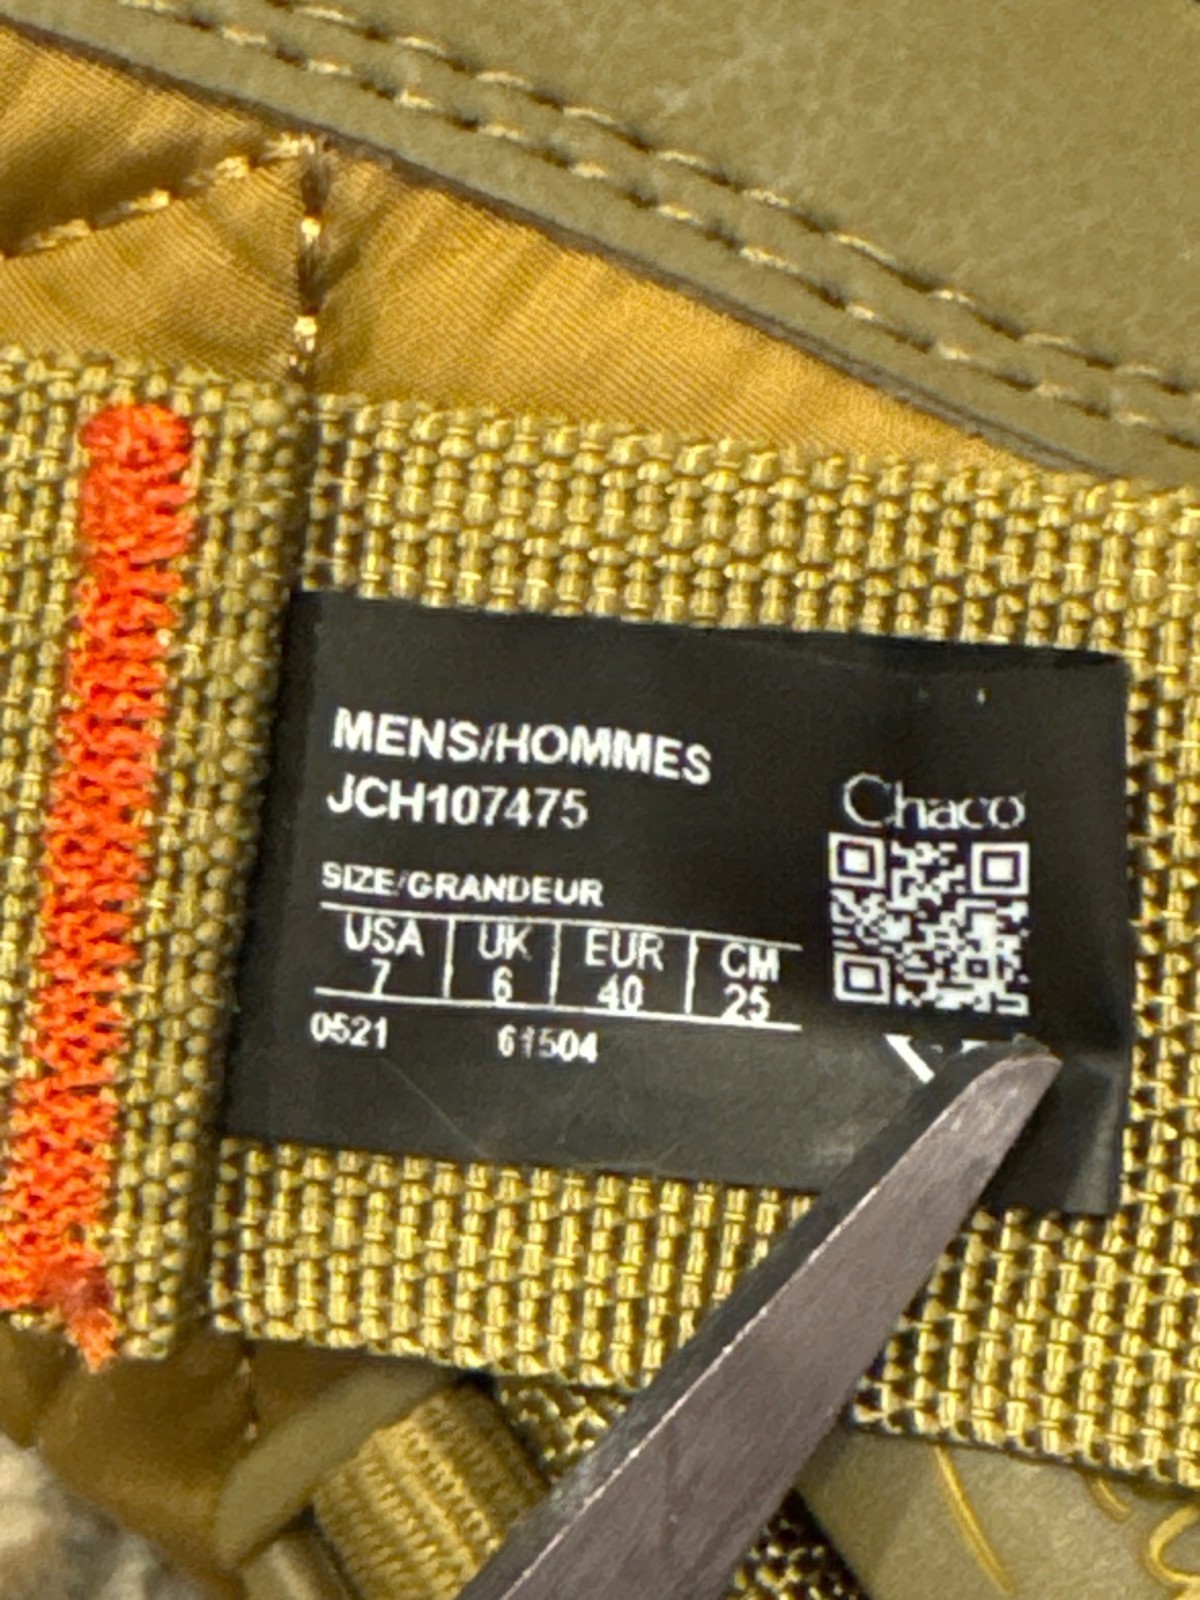 MENS/HOMMES
JCH107475
Chaco
SIZE/GRANDEUR
USA UK EUR CM
7 6 40 25
0521 61504